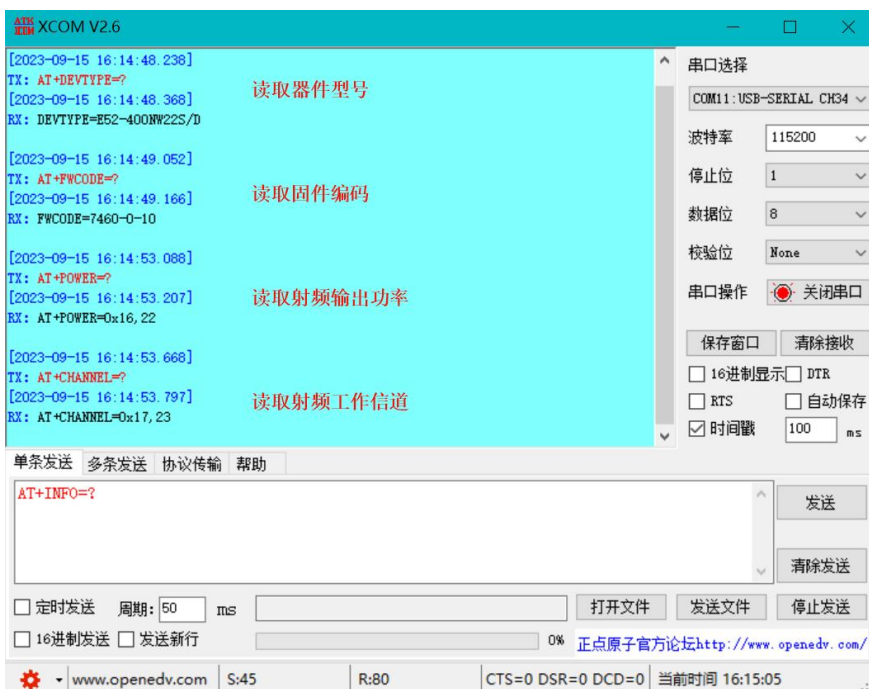 ATK XCOM XCOM V2.6
[2023-09-15 16:14:48.238]
TX: AT+DEVTYPE=?
读取器件型号
[2023-09-15 16:14:48.368]
RX: DEVTYPE=E52-400NW22S/D
[2023-09-15 16:14:49.052]
TX: AT+FWCODE=?
读取固件编码
[2023-09-15 16:14:49.166]
RX: FWCODE=7460-0-10
[2023-09-15 16:14:53.088]
TX: AT+POWER=?
读取射频输出功率
[2023-09-15 16:14:53.207]
RX: AT+POWER=0x16,22
[2023-09-15 16:14:53.668]
TX: AT+CHANNEL=?
读取射频工作信道
[2023-09-15 16:14:53.797]
RX: AT+CHANNEL=0x17,23
串口选择
COM11:USB-SERIAL CH34
波特率 115200
停止位 1
数据位 8
校验位 None
串口操作 关闭串口
保存窗口 清除接收
16进制显示 DTR
RTS 自动保存
时间戳 100 ms
单条发送 多条发送 协议传输 帮助
AT+INFO=?
发送
清除发送
定时发送 周期: 50 ms 打开文件 发送文件 停止发送
16进制发送 发送新行 0% 正点原子官方论坛http://www.openedv.com/
www.openedv.com S:45 R:80 CTS=0 DSR=0 DCD=0 当前时间 16:15:05